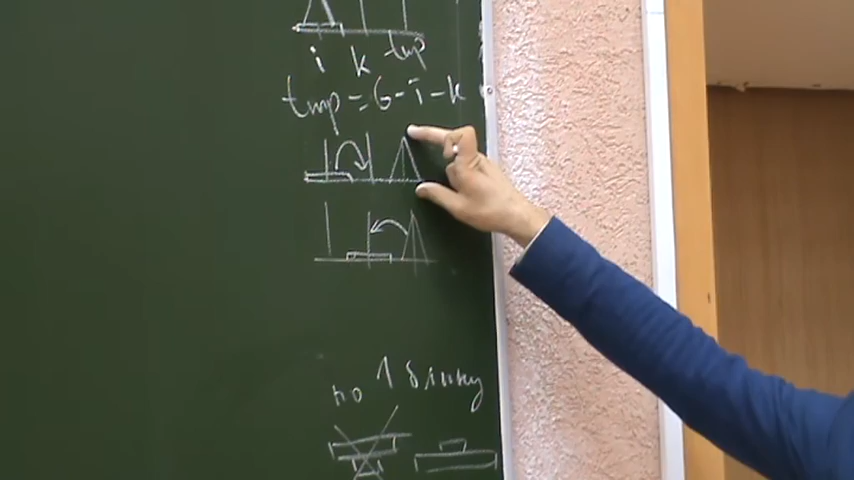 i k tmp
tmp = 6 - i - k
по 1 блину